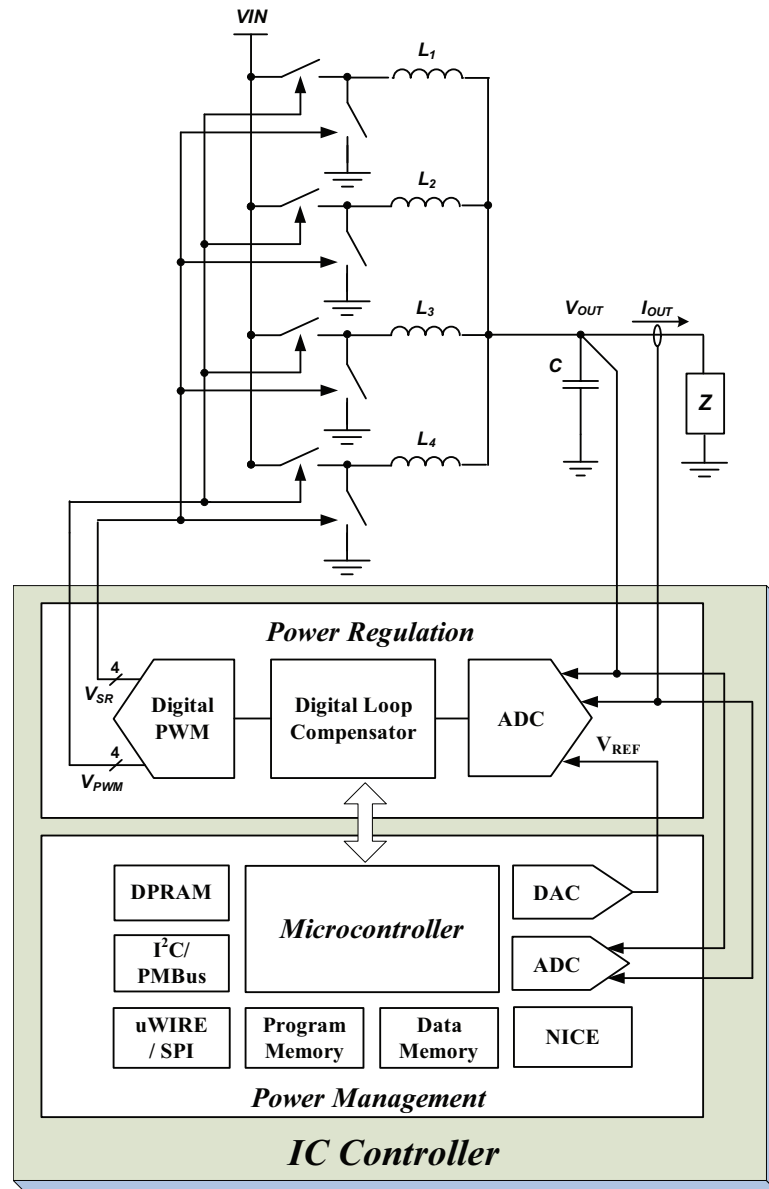 VIN
L1
L2
L3
L4
VOUT
IOUT
C
Z
Power Regulation
4
VSR
4
VPWM
Digital
PWM
Digital Loop
Compensator
ADC
VREF
DPRAM
I2C/
PMBus
uWIRE
/ SPI
Microcontroller
Program
Memory
Data
Memory
DAC
ADC
NICE
Power Management
IC Controller